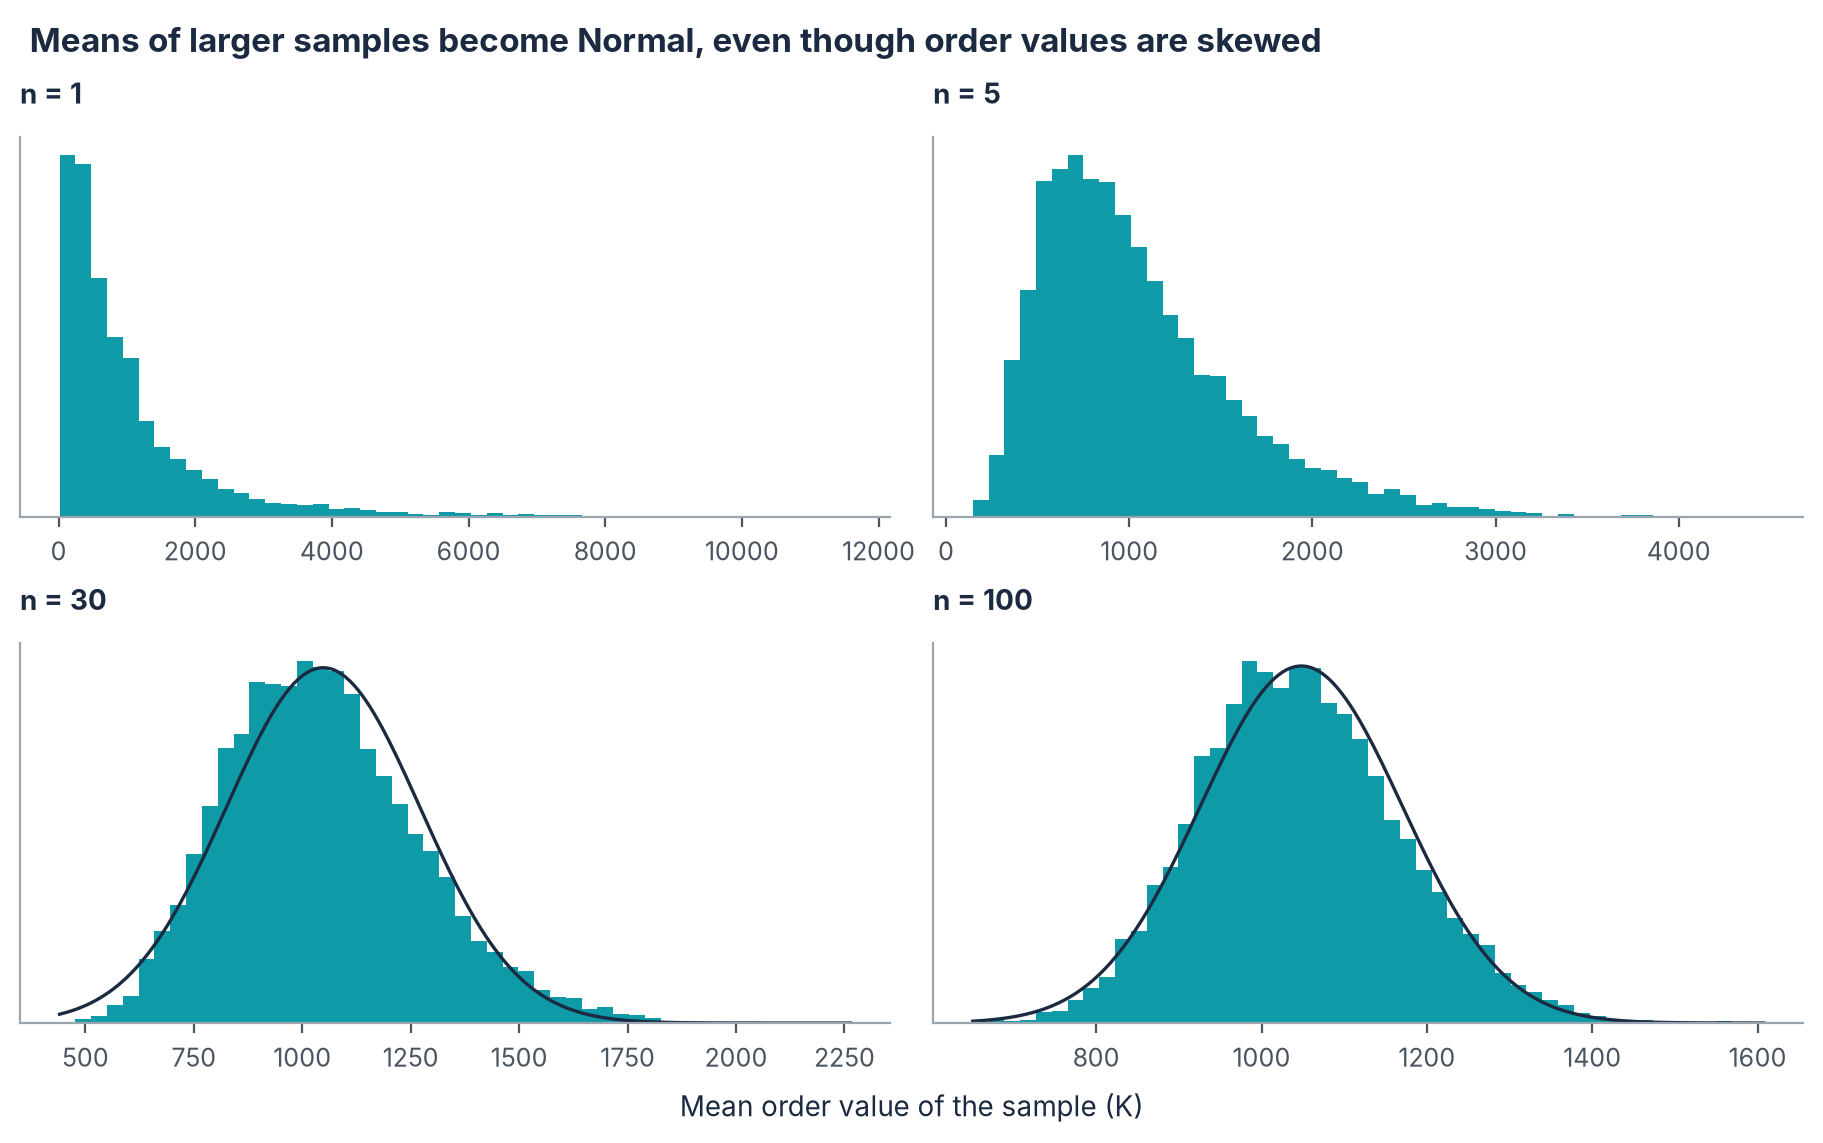 Means of larger samples become Normal, even though order values are skewed
n = 1
0 2000 4000 6000 8000 10000 12000
n = 5
0 1000 2000 3000 4000
n = 30
500 750 1000 1250 1500 1750 2000 2250
n = 100
800 1000 1200 1400 1600
Mean order value of the sample (K)